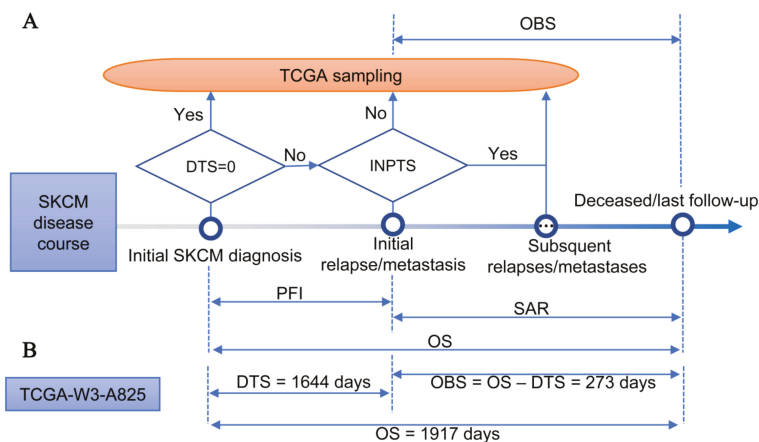 A
OBS
TCGA sampling
Yes
No
DTS=0
No
INPTS
Yes
SKCM
disease
course
Deceased/last follow-up
Initial SKCM diagnosis
Initial
relapse/metastasis
Subsquent
relapses/metastases
PFI
SAR
OS
B
TCGA-W3-A825
DTS = 1644 days
OBS = OS – DTS = 273 days
OS = 1917 days